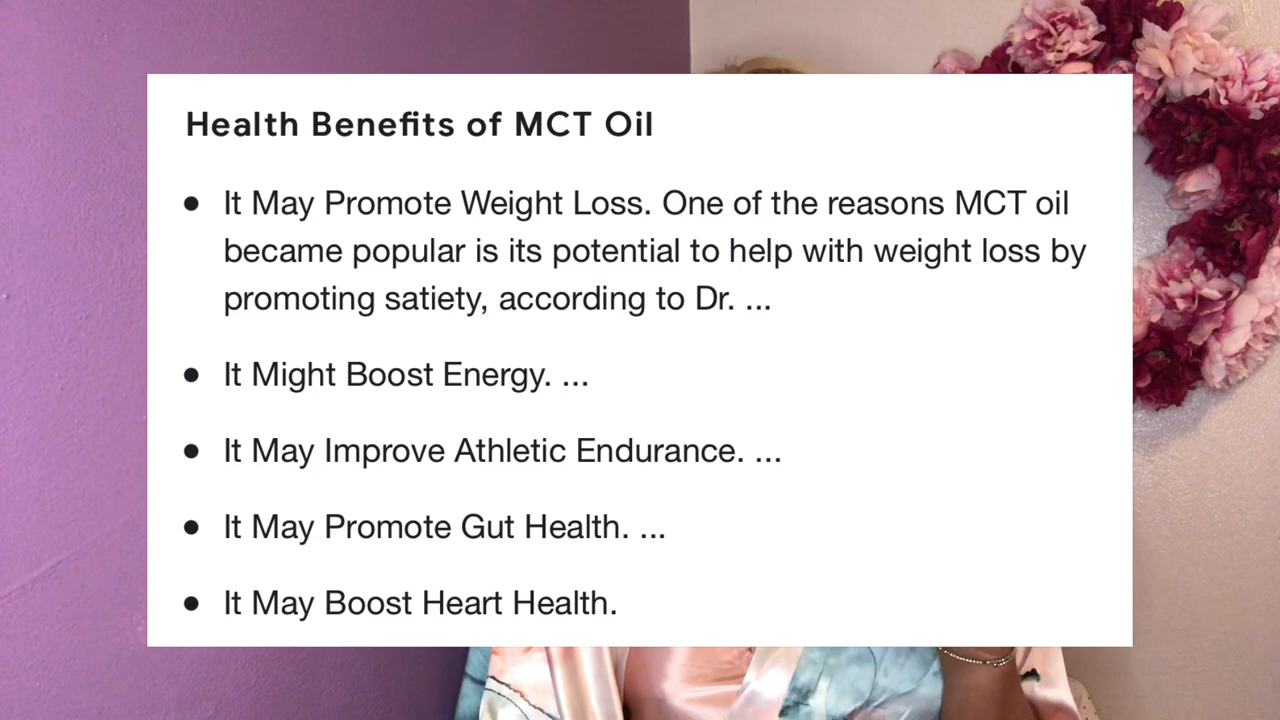 Health Benefits of MCT Oil
● It May Promote Weight Loss. One of the reasons MCT oil
became popular is its potential to help with weight loss by
promoting satiety, according to Dr. ...
● It Might Boost Energy. ...
● It May Improve Athletic Endurance. ...
● It May Promote Gut Health. ...
● It May Boost Heart Health.